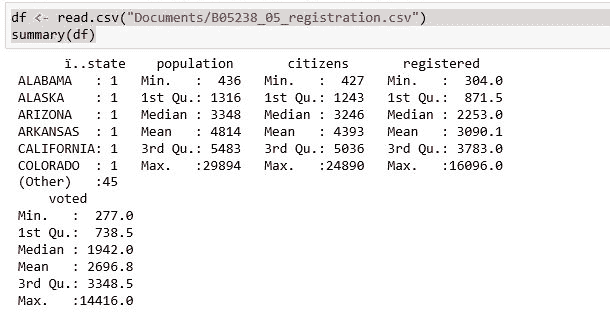 df <- read.csv("Documents/B05238_05_registration.csv")
summary(df)
ï..state population citizens registered
ALABAMA : 1 Min. : 436 Min. : 427 Min. : 304.0
ALASKA : 1 1st Qu.: 1316 1st Qu.: 1243 1st Qu.: 871.5
ARIZONA : 1 Median : 3348 Median : 3246 Median : 2253.0
ARKANSAS : 1 Mean : 4814 Mean : 4393 Mean : 3090.1
CALIFORNIA: 1 3rd Qu.: 5483 3rd Qu.: 5036 3rd Qu.: 3783.0
COLORADO : 1 Max. :29894 Max. :24890 Max. :16096.0
(Other) :45
voted
Min. : 277.0
1st Qu.: 738.5
Median : 1942.0
Mean : 2696.8
3rd Qu.: 3348.5
Max. :14416.0